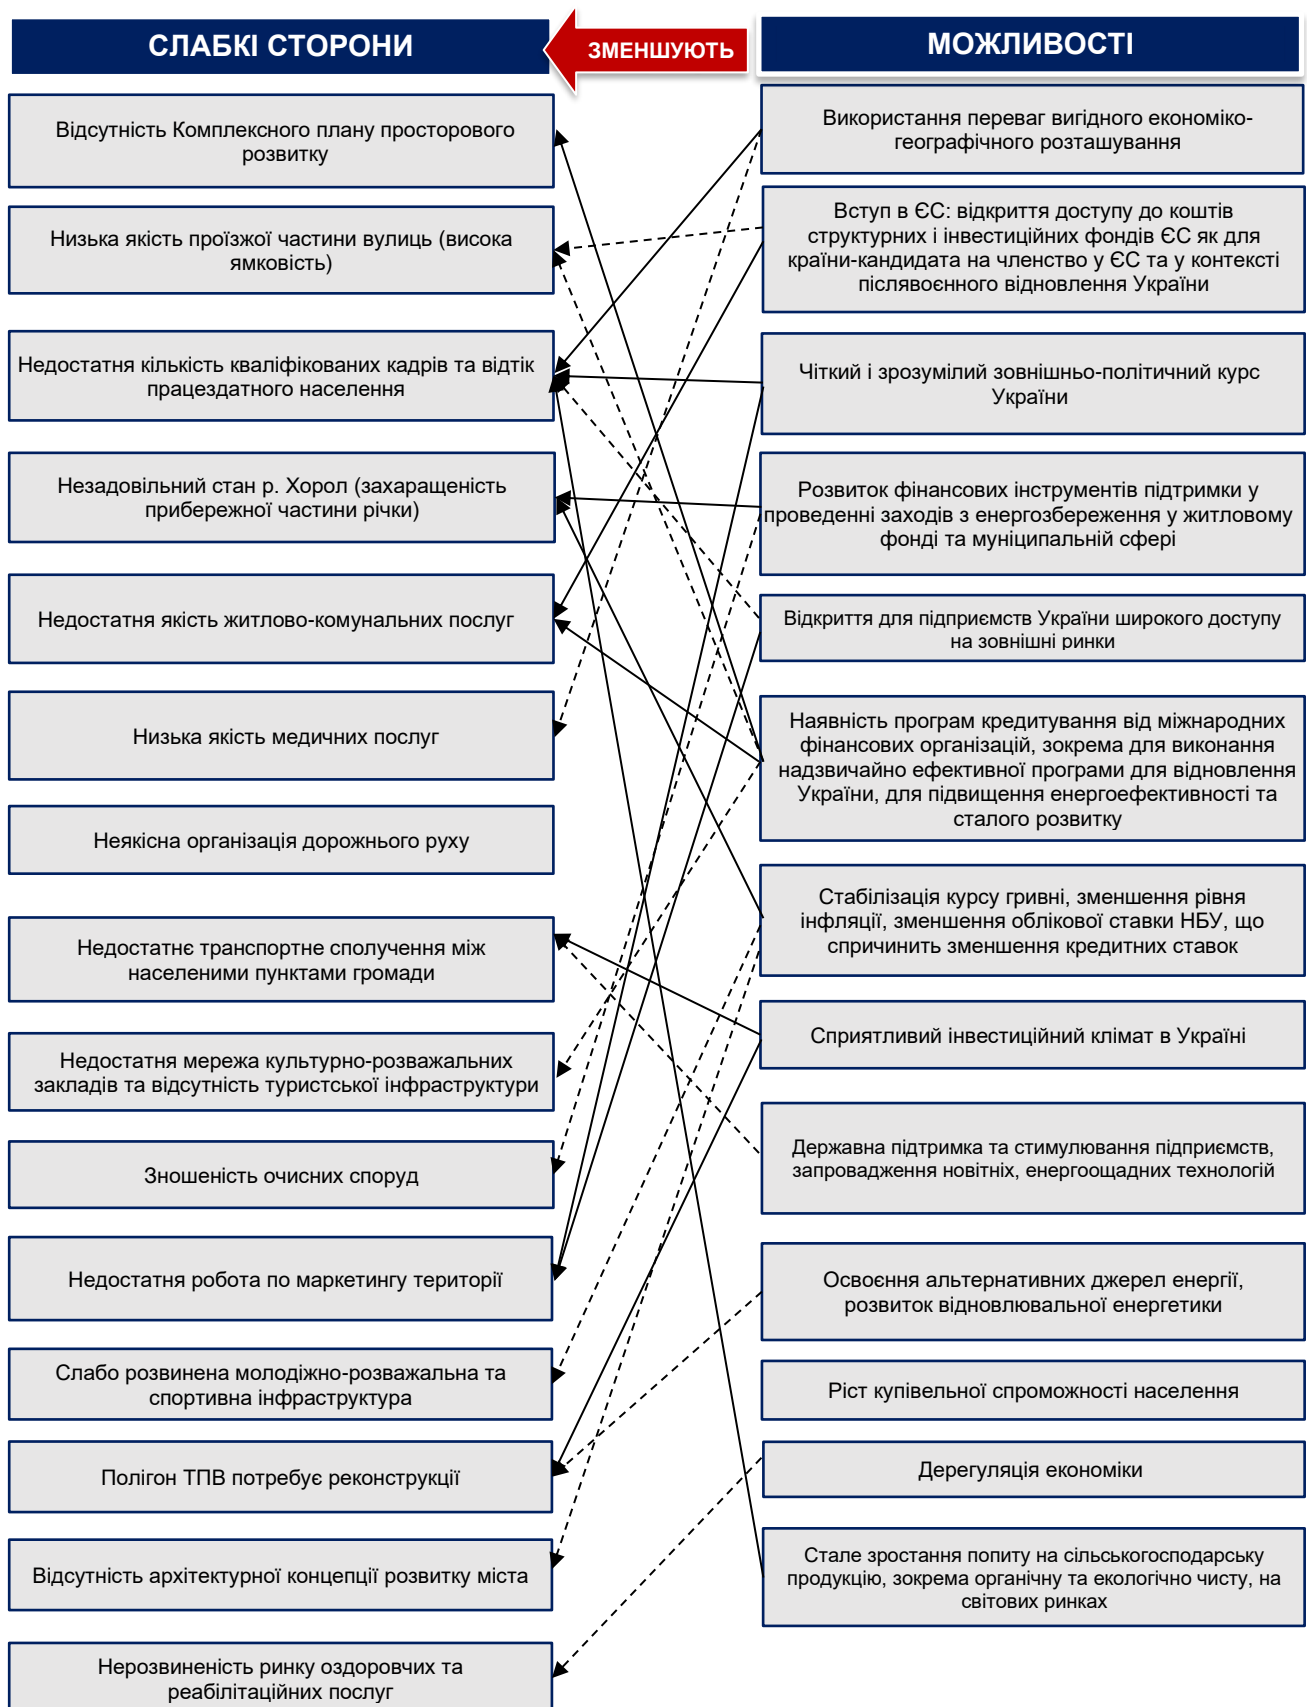 СЛАБКІ СТОРОНИ
ЗМЕНШУЮТЬ
МОЖЛИВОСТІ
Відсутність Комплексного плану просторового
розвитку
Низька якість проїзжої частини вулиць (висока
ямковість)
Недостатня кількість кваліфікованих кадрів та відтік
працездатного населення
Незадовільний стан р. Хорол (захаращеність
прибережної частини річки)
Недостатня якість житлово-комунальних послуг
Низька якість медичних послуг
Неякісна організація дорожнього руху
Недостатнє транспортне сполучення між
населеними пунктами громади
Недостатня мережа культурно-розважальних
закладів та відсутність туристської інфраструктури
Зношеність очисних споруд
Недостатня робота по маркетингу території
Слабо розвинена молодіжно-розважальна та
спортивна інфраструктура
Полігон ТПВ потребує реконструкції
Відсутність архітектурної концепції розвитку міста
Нерозвиненість ринку оздоровчих та
реабілітаційних послуг
Використання переваг вигідного економіко-
географічного розташування
Вступ в ЄС: відкриття доступу до коштів
структурних і інвестиційних фондів ЄС як для
країни-кандидата на членство у ЄС та у контексті
післявоєнного відновлення України
Чіткий і зрозумілий зовнішньо-політичний курс
України
Розвиток фінансових інструментів підтримки у
проведенні заходів з енергозбереження у житловому
фонді та муніципальній сфері
Відкриття для підприємств України широкого доступу
на зовнішні ринки
Наявність програм кредитування від міжнародних
фінансових організацій, зокрема для виконання
надзвичайно ефективної програми для відновлення
України, для підвищення енергоефективності та
сталого розвитку
Стабілізація курсу гривні, зменшення рівня
інфляції, зменшення облікової ставки НБУ, що
спричинить зменшення кредитних ставок
Сприятливий інвестиційний клімат в Україні
Державна підтримка та стимулювання підприємств,
запровадження новітніх, енергоощадних технологій
Освоєння альтернативних джерел енергії,
розвиток відновлювальної енергетики
Ріст купівельної спроможності населення
Дерегуляція економіки
Стале зростання попиту на сільськогосподарську
продукцію, зокрема органічну та екологічно чисту, на
світових ринках